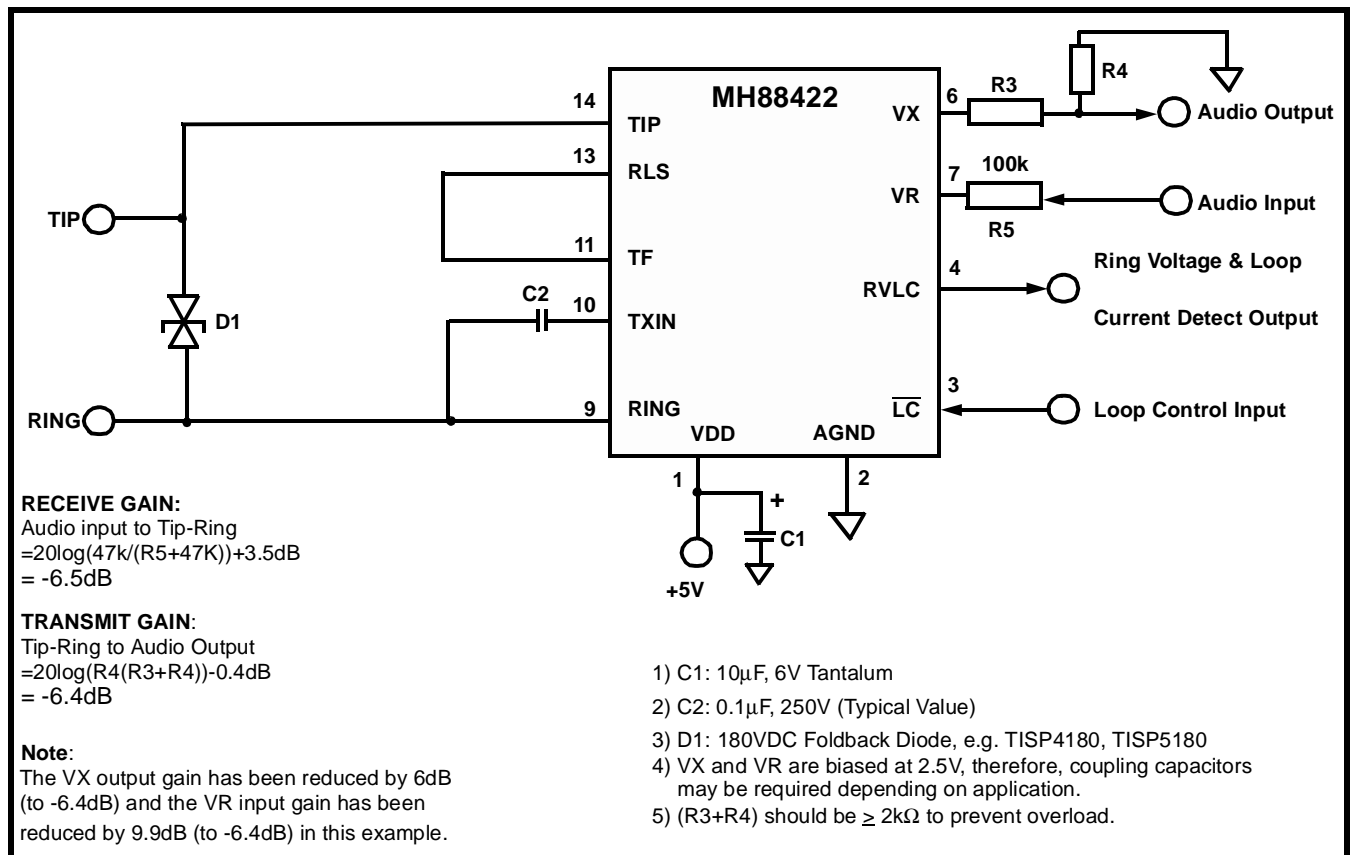 MH88422
14
TIP
13
RLS
11
TF
C2
10
TXIN
9
RING
VDD
AGND
1
2
VX
6
R3
R4
Audio Output
VR
7
100k
R5
Audio Input
RVLC
4
Ring Voltage & Loop
Current Detect Output
LC
3
Loop Control Input
TIP
D1
RING
+
C1
+5V
RECEIVE GAIN:
Audio input to Tip-Ring
=20log(47k/(R5+47K))+3.5dB
= -6.5dB
TRANSMIT GAIN:
Tip-Ring to Audio Output
=20log(R4(R3+R4))-0.4dB
= -6.4dB
Note:
The VX output gain has been reduced by 6dB
(to -6.4dB) and the VR input gain has been
reduced by 9.9dB (to -6.4dB) in this example.
1) C1: 10μF, 6V Tantalum
2) C2: 0.1μF, 250V (Typical Value)
3) D1: 180VDC Foldback Diode, e.g. TISP4180, TISP5180
4) VX and VR are biased at 2.5V, therefore, coupling capacitors
may be required depending on application.
5) (R3+R4) should be ≥ 2kΩ to prevent overload.